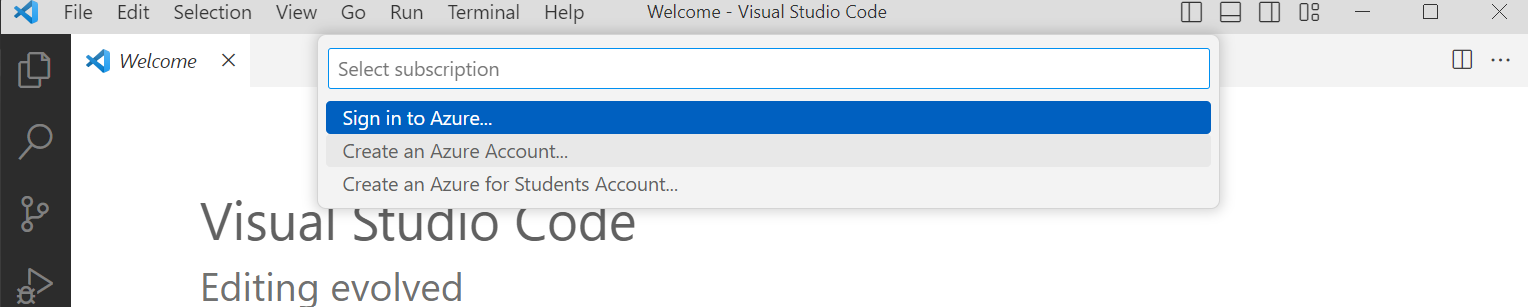 File Edit Selection View Go Run Terminal Help Welcome - Visual Studio Code
Welcome
Select subscription
Sign in to Azure...
Create an Azure Account...
Create an Azure for Students Account...
Visual Studio Code
Editing evolved